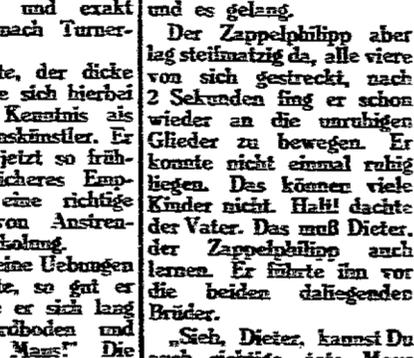 und exakt
nach Turner-
te, der dicke
e sich hierbei
Kenntnis als
nskünstler. Er
jetzt so früh-
icheres Emp-
eine richtige
von Anstren-
holung.
eine Uebungen
te, so gut er
e er sich lang
rdboden und
Maus!" Die
und es gelang.
Der Zappelphilipp aber
lag steifmatzig da, alle viere
von sich gestreckt, nach
2 Sekunden fing er schon
wieder an die unruhigen
Glieder zu bewegen. Er
konnte nicht einmal ruhig
liegen. Das können viele
Kinder nicht. Halt! dachte
der Vater. Das muß Dieter,
der Zappelphilipp auch
lernen. Er führte ihn vor
die beiden daliegenden
Brüder.
„Sieh, Dieter, kannst Du